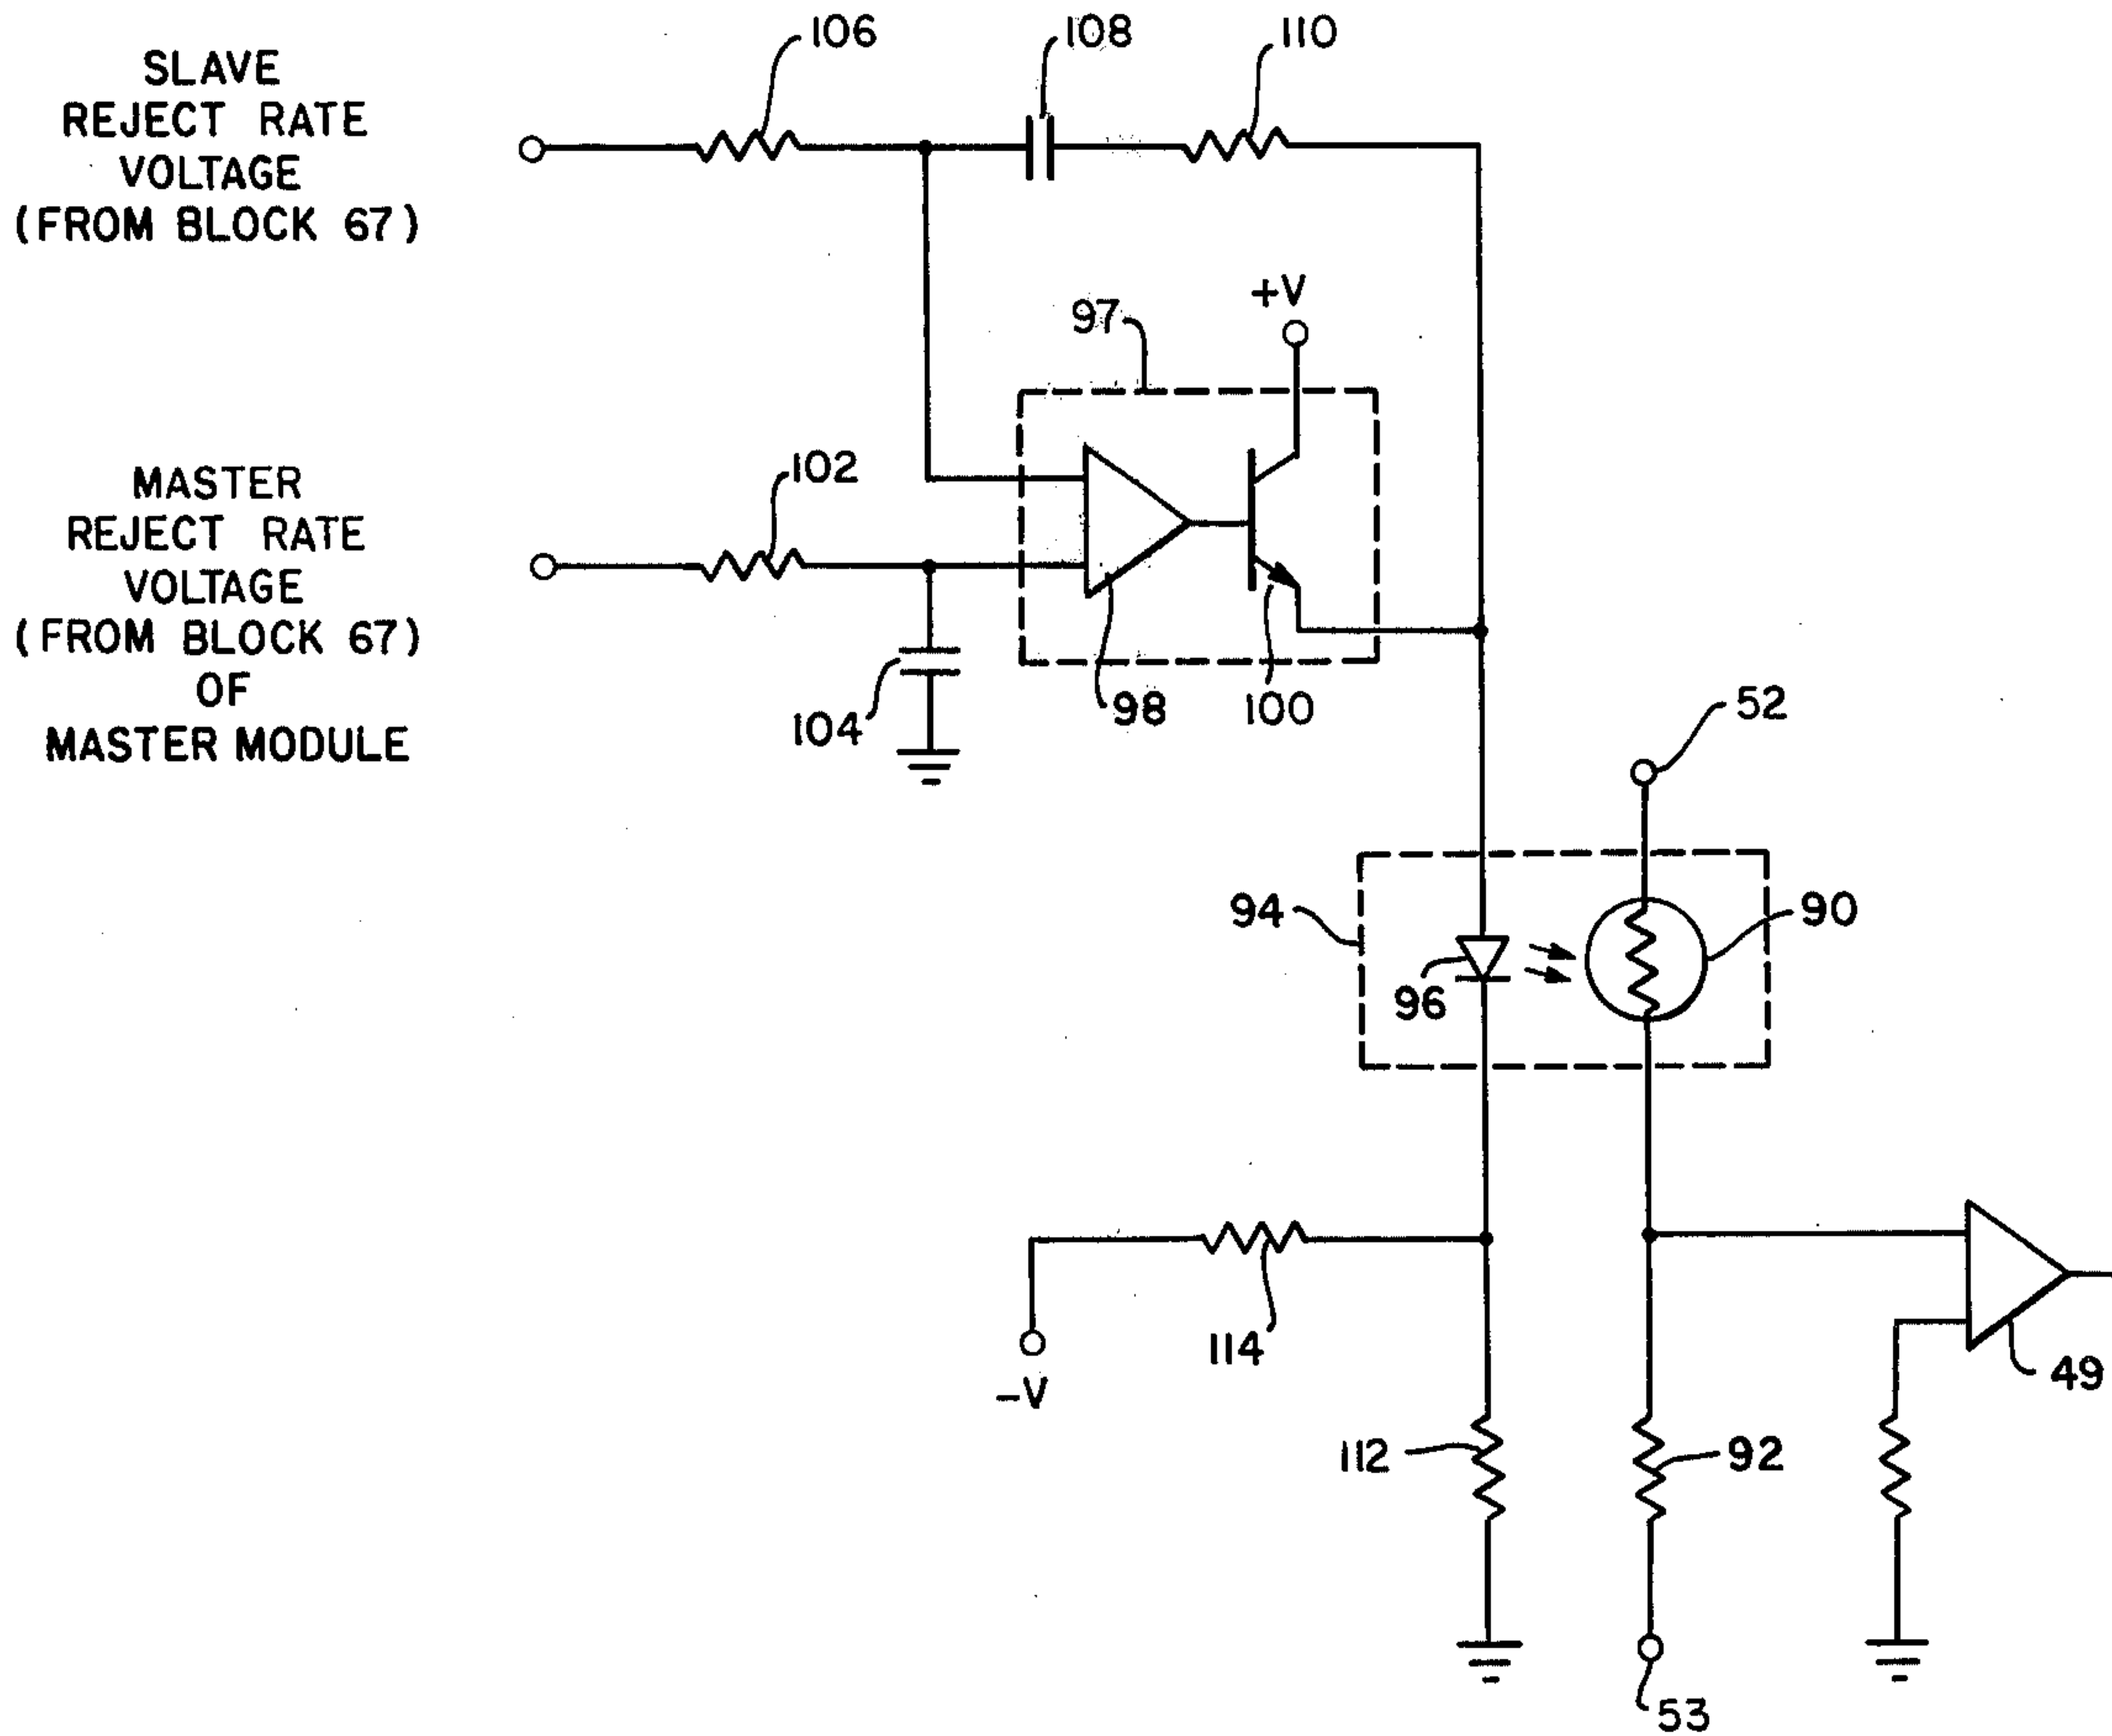 106
108
110
SLAVE
REJECT RATE
VOLTAGE
(FROM BLOCK 67)
+V
97
102
MASTER
REJECT RATE
VOLTAGE
(FROM BLOCK 67)
OF
MASTER MODULE
104
98
100
52
94
90
96
114
-V
49
112
92
53